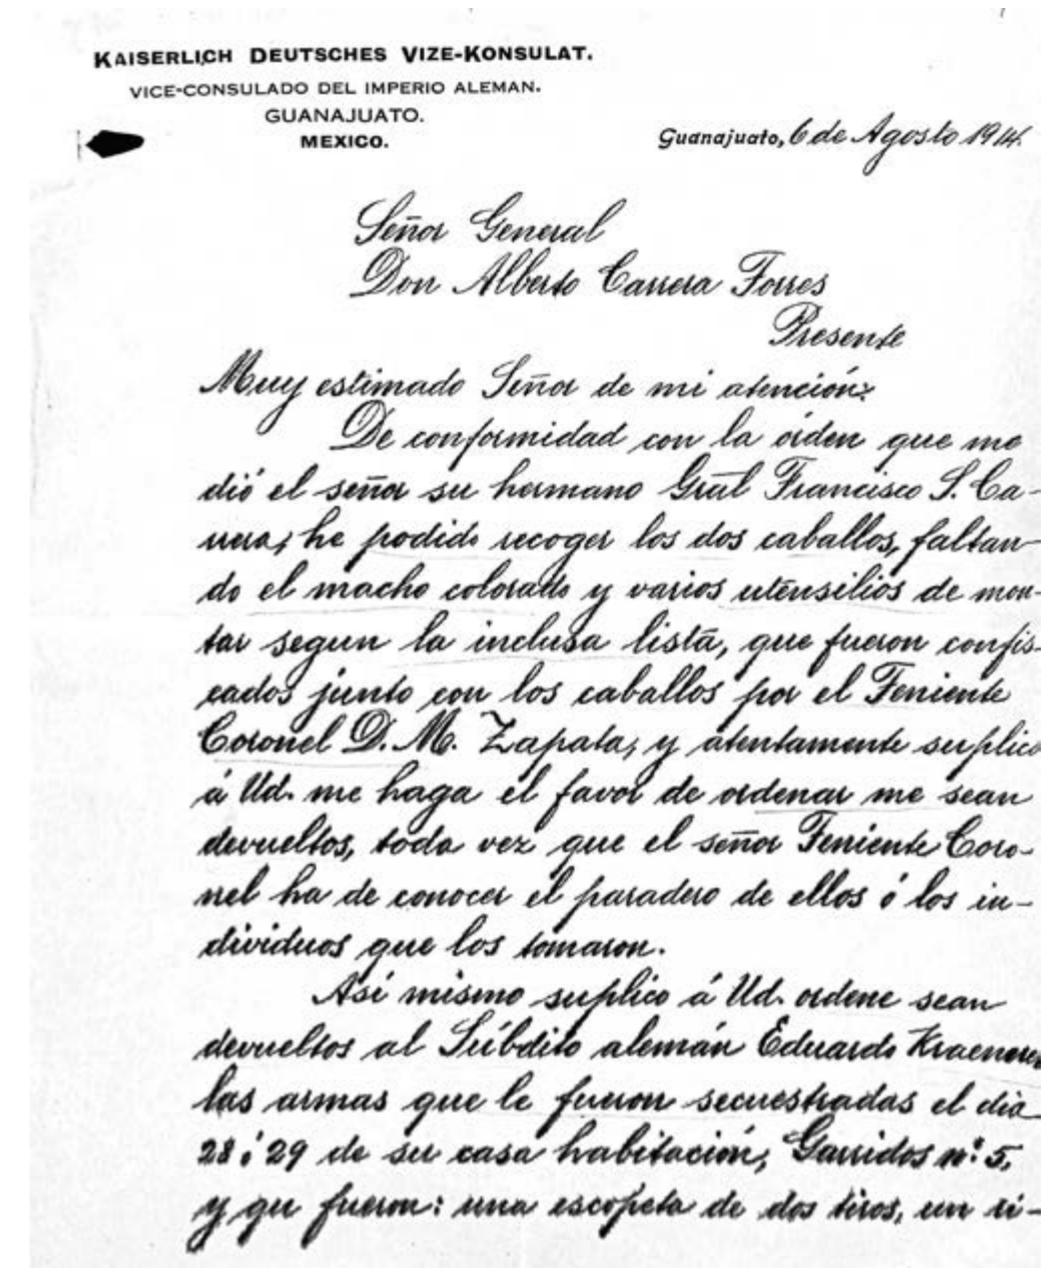 KAISERLICH DEUTSCHES VIZE-KONSULAT.
VICE-CONSULADO DEL IMPERIO ALEMAN.
GUANAJUATO.
MEXICO.
Guanajuato, 6 de Agosto 1914.
Señor General
Don Alberto Carrera Torres
Presente
Muy estimado Señor de mi atención:
De conformidad con la órden que me
dió el señor su hermano Gral Francisco S. Ca-
rrera, he podido recoger los dos caballos, faltan-
do el macho colorado y varios utensilios de mon-
tar segun la inclusa lista, que fueron confis-
cados junto con los caballos por el Teniente
Coronel D. M. Zapata, y atentamente suplico
á Ud. me haga el favor de ordenar me sean
devueltos, toda vez que el señor Teniente Coro-
nel ha de conocer el paradero de ellos ó los in-
dividuos que los tomaron.
Así mismo suplico á Ud. ordene sean
devueltos al Súbdito alemán Eduardo
las armas que le fueron secuestradas el dia
28 ó 29 de su casa habitación, Garridos nº 5,
y qu fueron: una escopeta de dos tiros, un ri-